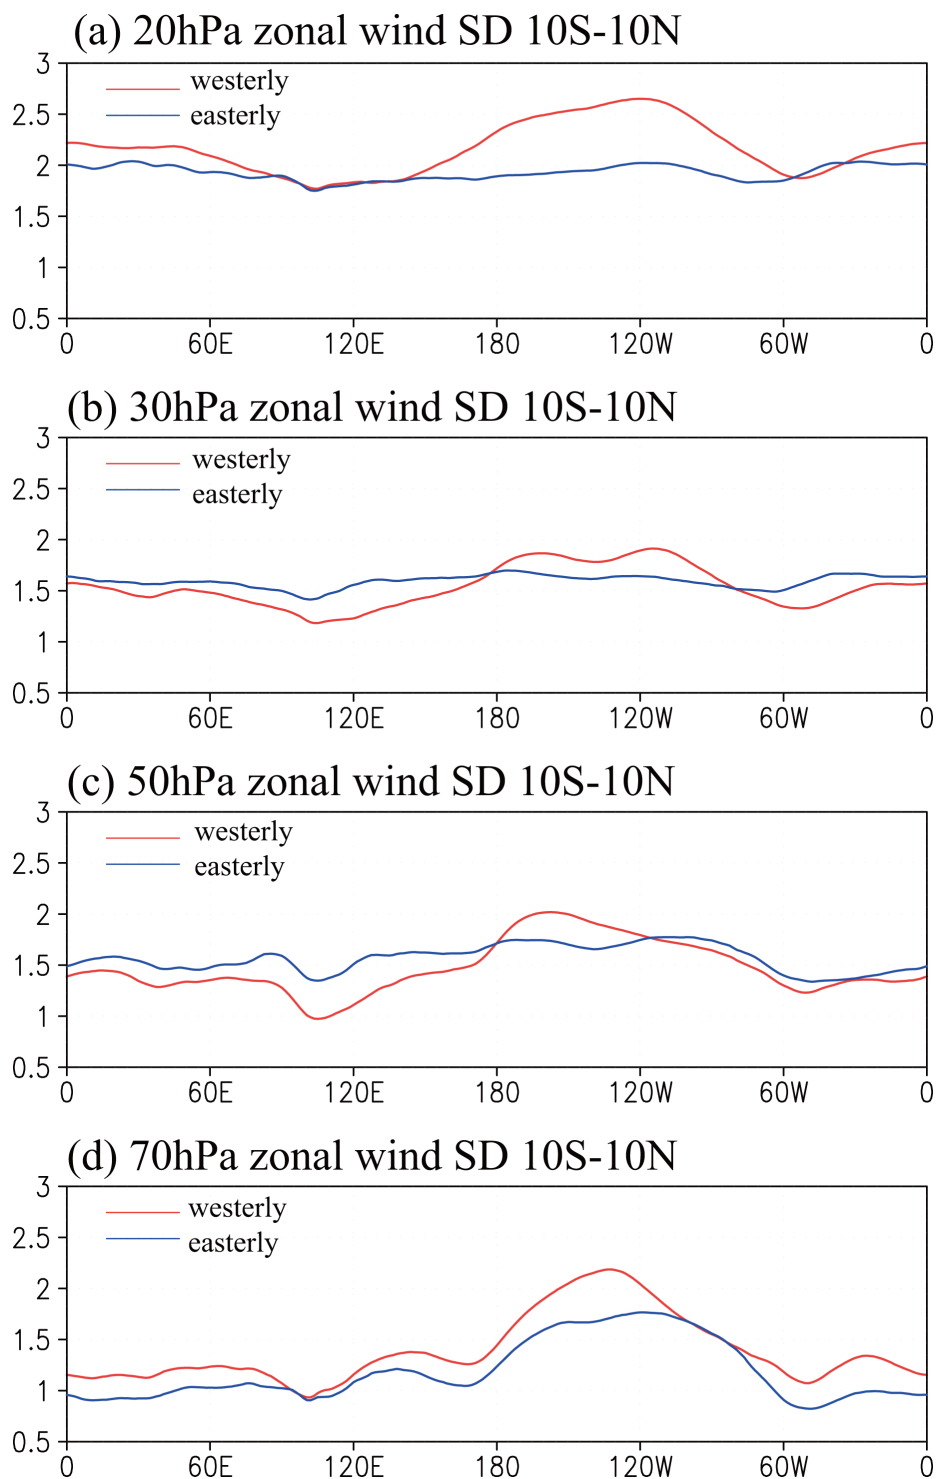 (a) 20hPa zonal wind SD 10S-10N
3
westerly
2.5
easterly
2
1.5
1
0.5
0 60E 120E 180 120W 60W 0
(b) 30hPa zonal wind SD 10S-10N
3
westerly
2.5
easterly
2
1.5
1
0.5
0 60E 120E 180 120W 60W 0
(c) 50hPa zonal wind SD 10S-10N
3
westerly
2.5
easterly
2
1.5
1
0.5
0 60E 120E 180 120W 60W 0
(d) 70hPa zonal wind SD 10S-10N
3
westerly
2.5
easterly
2
1.5
1
0.5
0 60E 120E 180 120W 60W 0